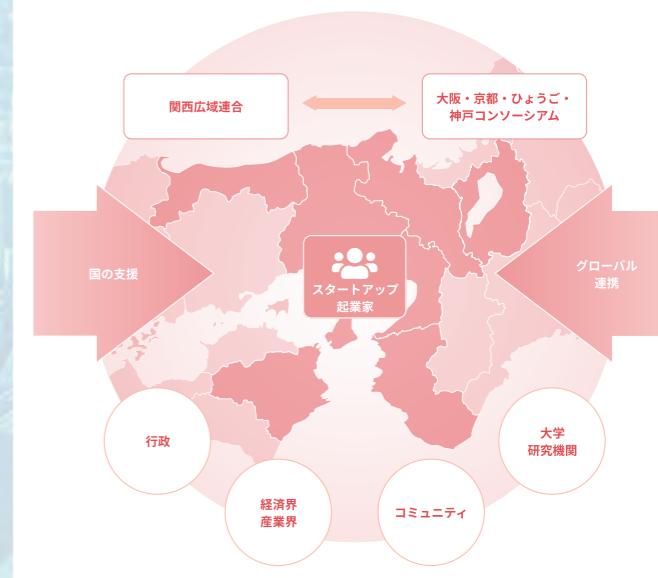 関西広域連合
大阪・京都・ひょうご・
神戸コンソーシアム
国の支援
スタートアップ
起業家
グローバル
連携
行政
経済界
産業界
コミュニティ
大学
研究機関